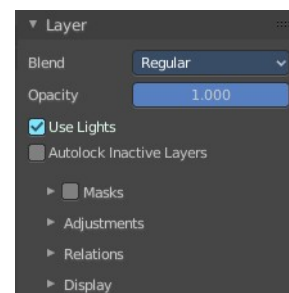 Layer
Blend Regular
Opacity 1.000
Use Lights
Autolock Inactive Layers
Masks
Adjustments
Relations
Display